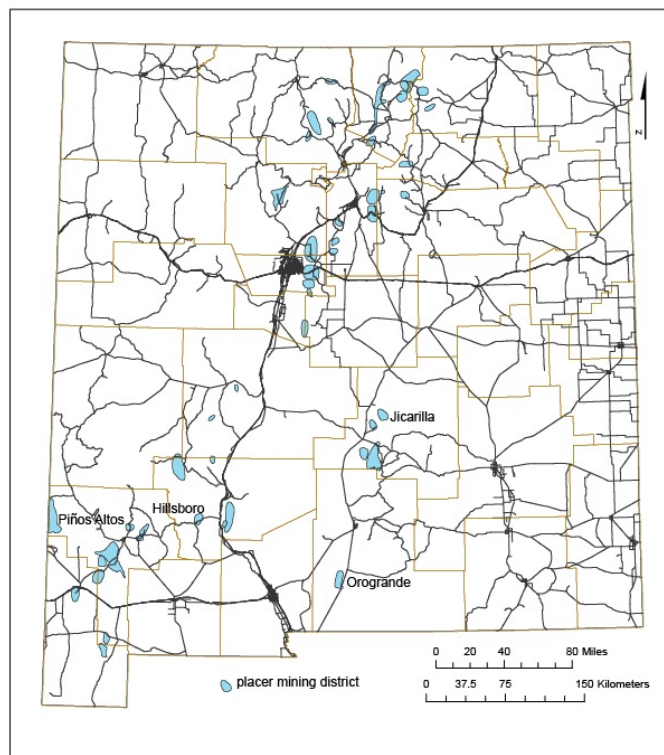 N
Jicarilla
Hillsboro
Piños Altos
Orogrande
0 20 40 80 Miles
0 37.5 75 150 Kilometers
placer mining district